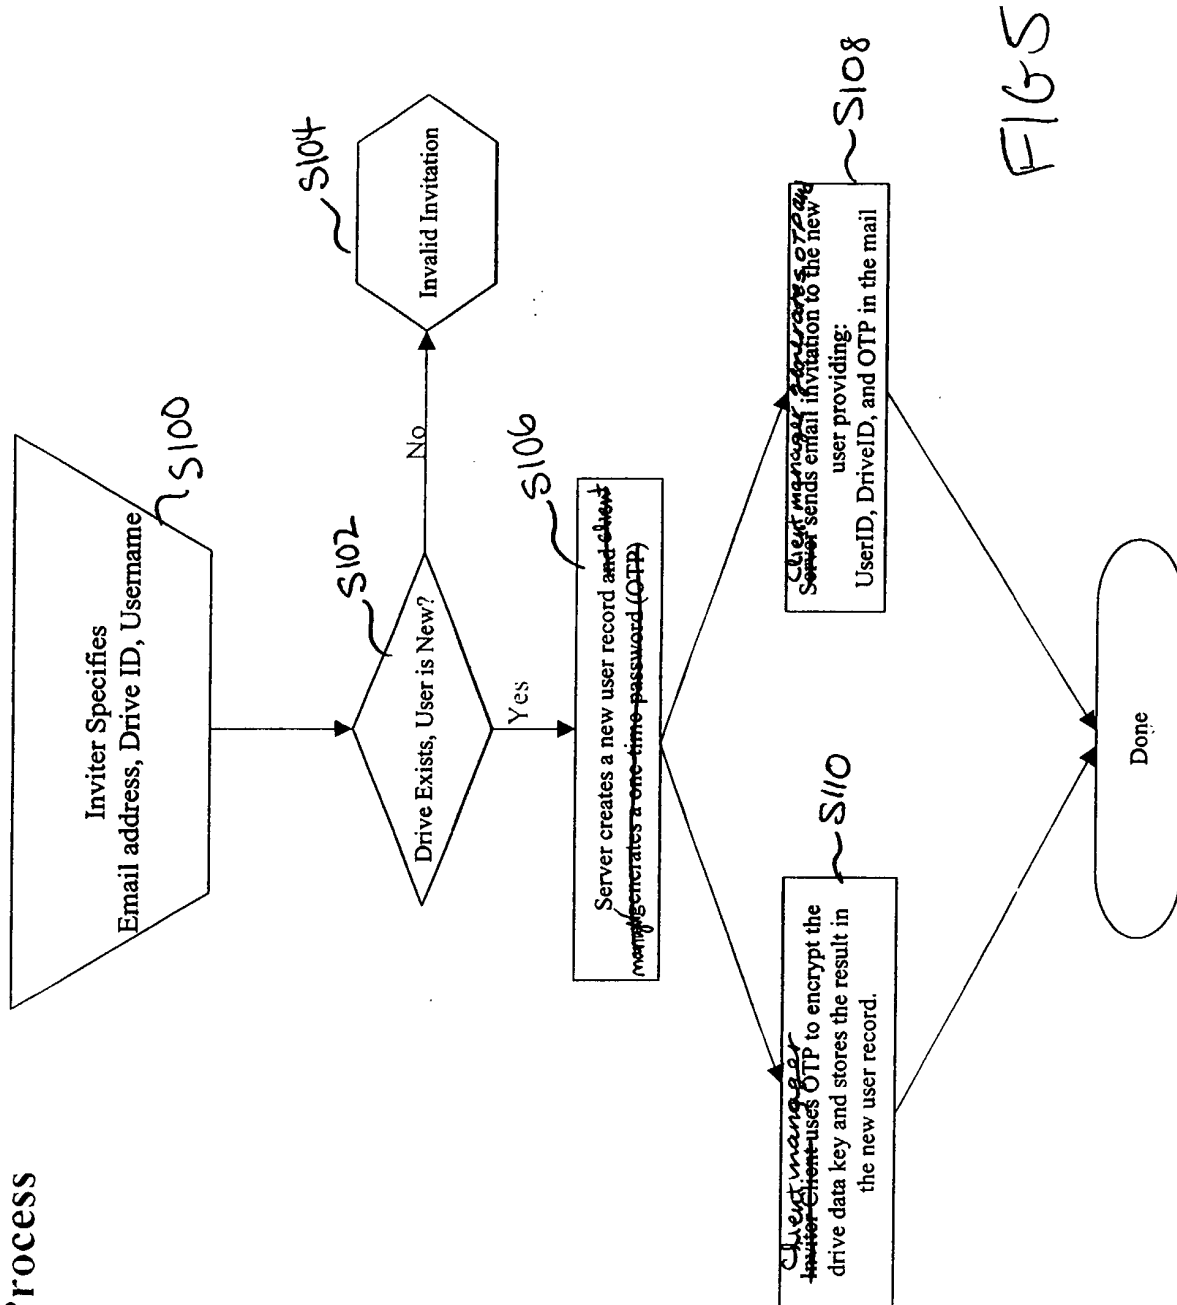 Process
Inviter Specifies
Email address, Drive ID, Username
S100
Drive Exists, User is New?
S102
No
Invalid Invitation
S104
Yes
Server creates a new user record and client
generates a one-time password (OTP)
S106
Client manager
Inviter Client uses OTP to encrypt the
drive data key and stores the result in
the new user record.
S110
Client manager generates OTP and
Server sends email invitation to the new
user providing:
UserID, DriveID, and OTP in the mail
S108
Done
FIG 5